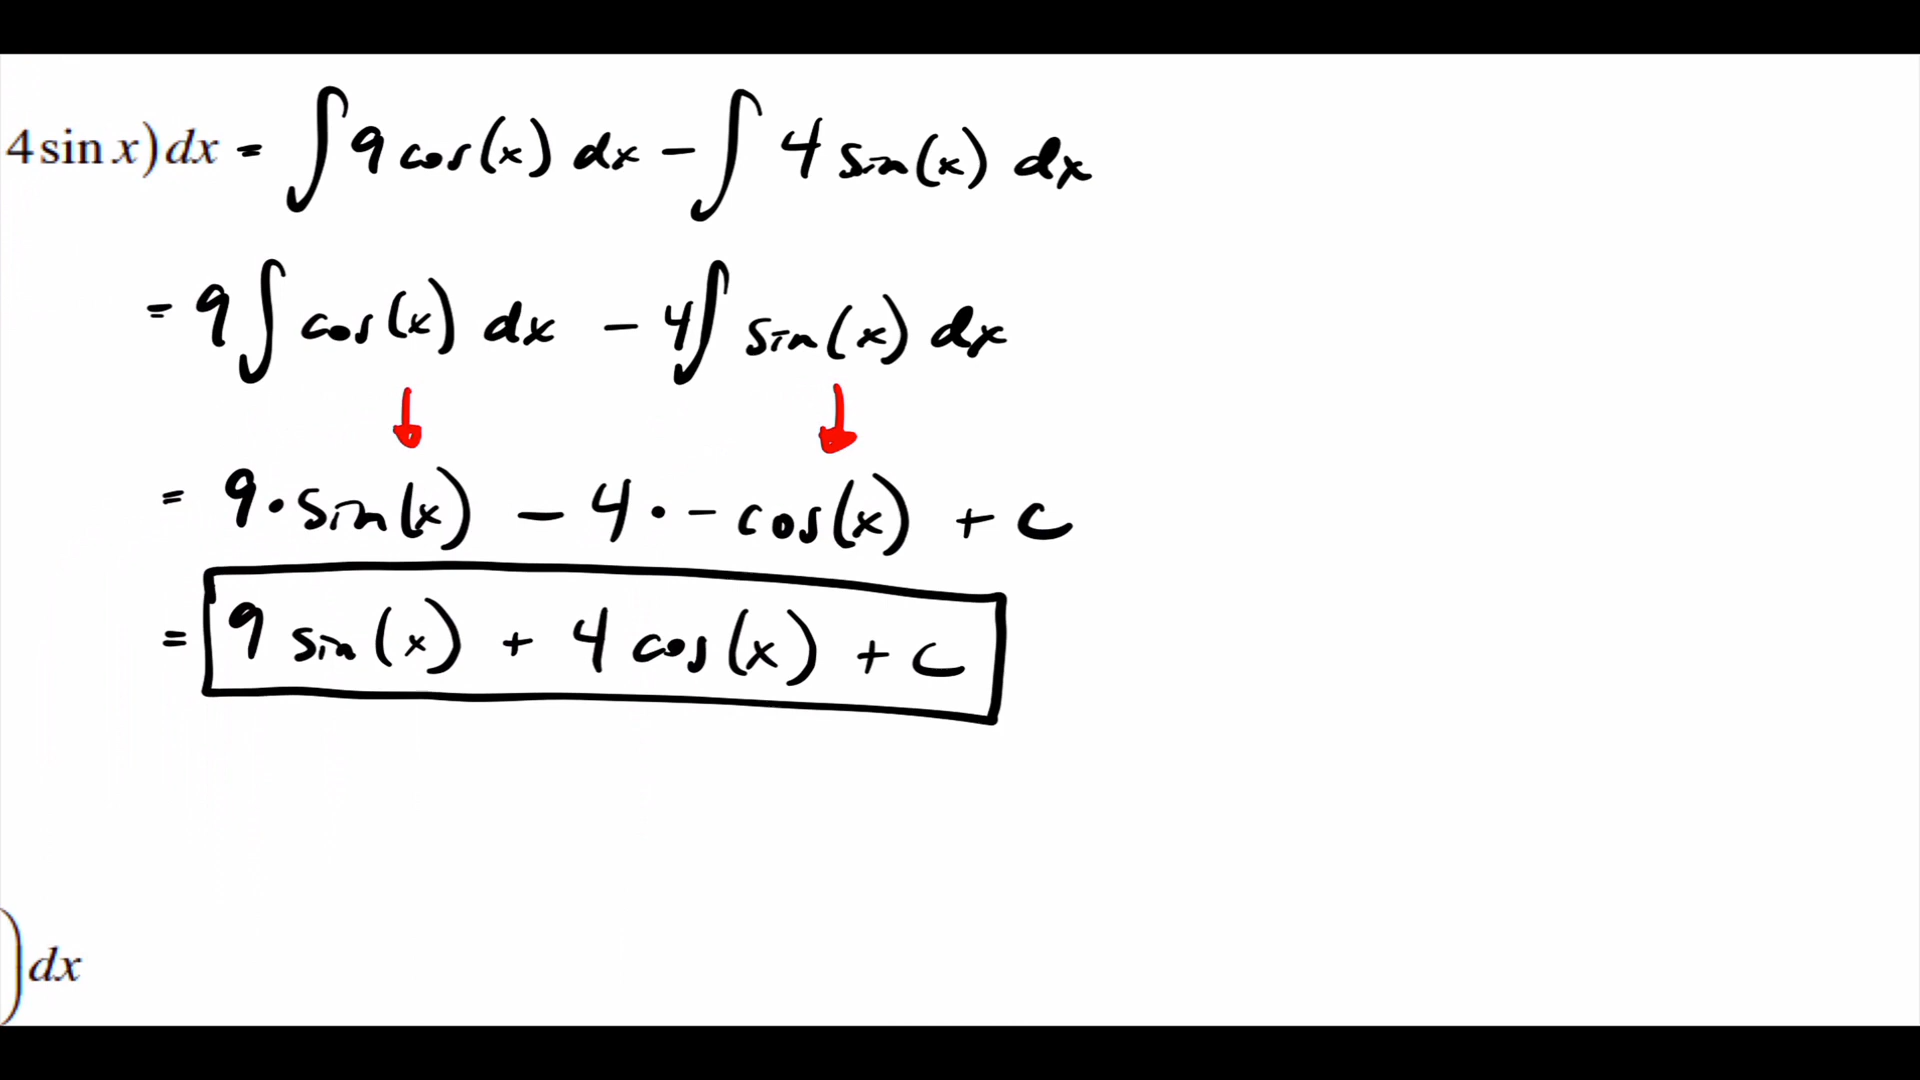 4 sin x) dx = ∫ 9 cos(x) dx - ∫ 4 sin(x) dx
= 9 ∫ cos(x) dx - 4 ∫ sin(x) dx
= 9 · sin(x) - 4 · - cos(x) + c
= 9 sin(x) + 4 cos(x) + c
) dx